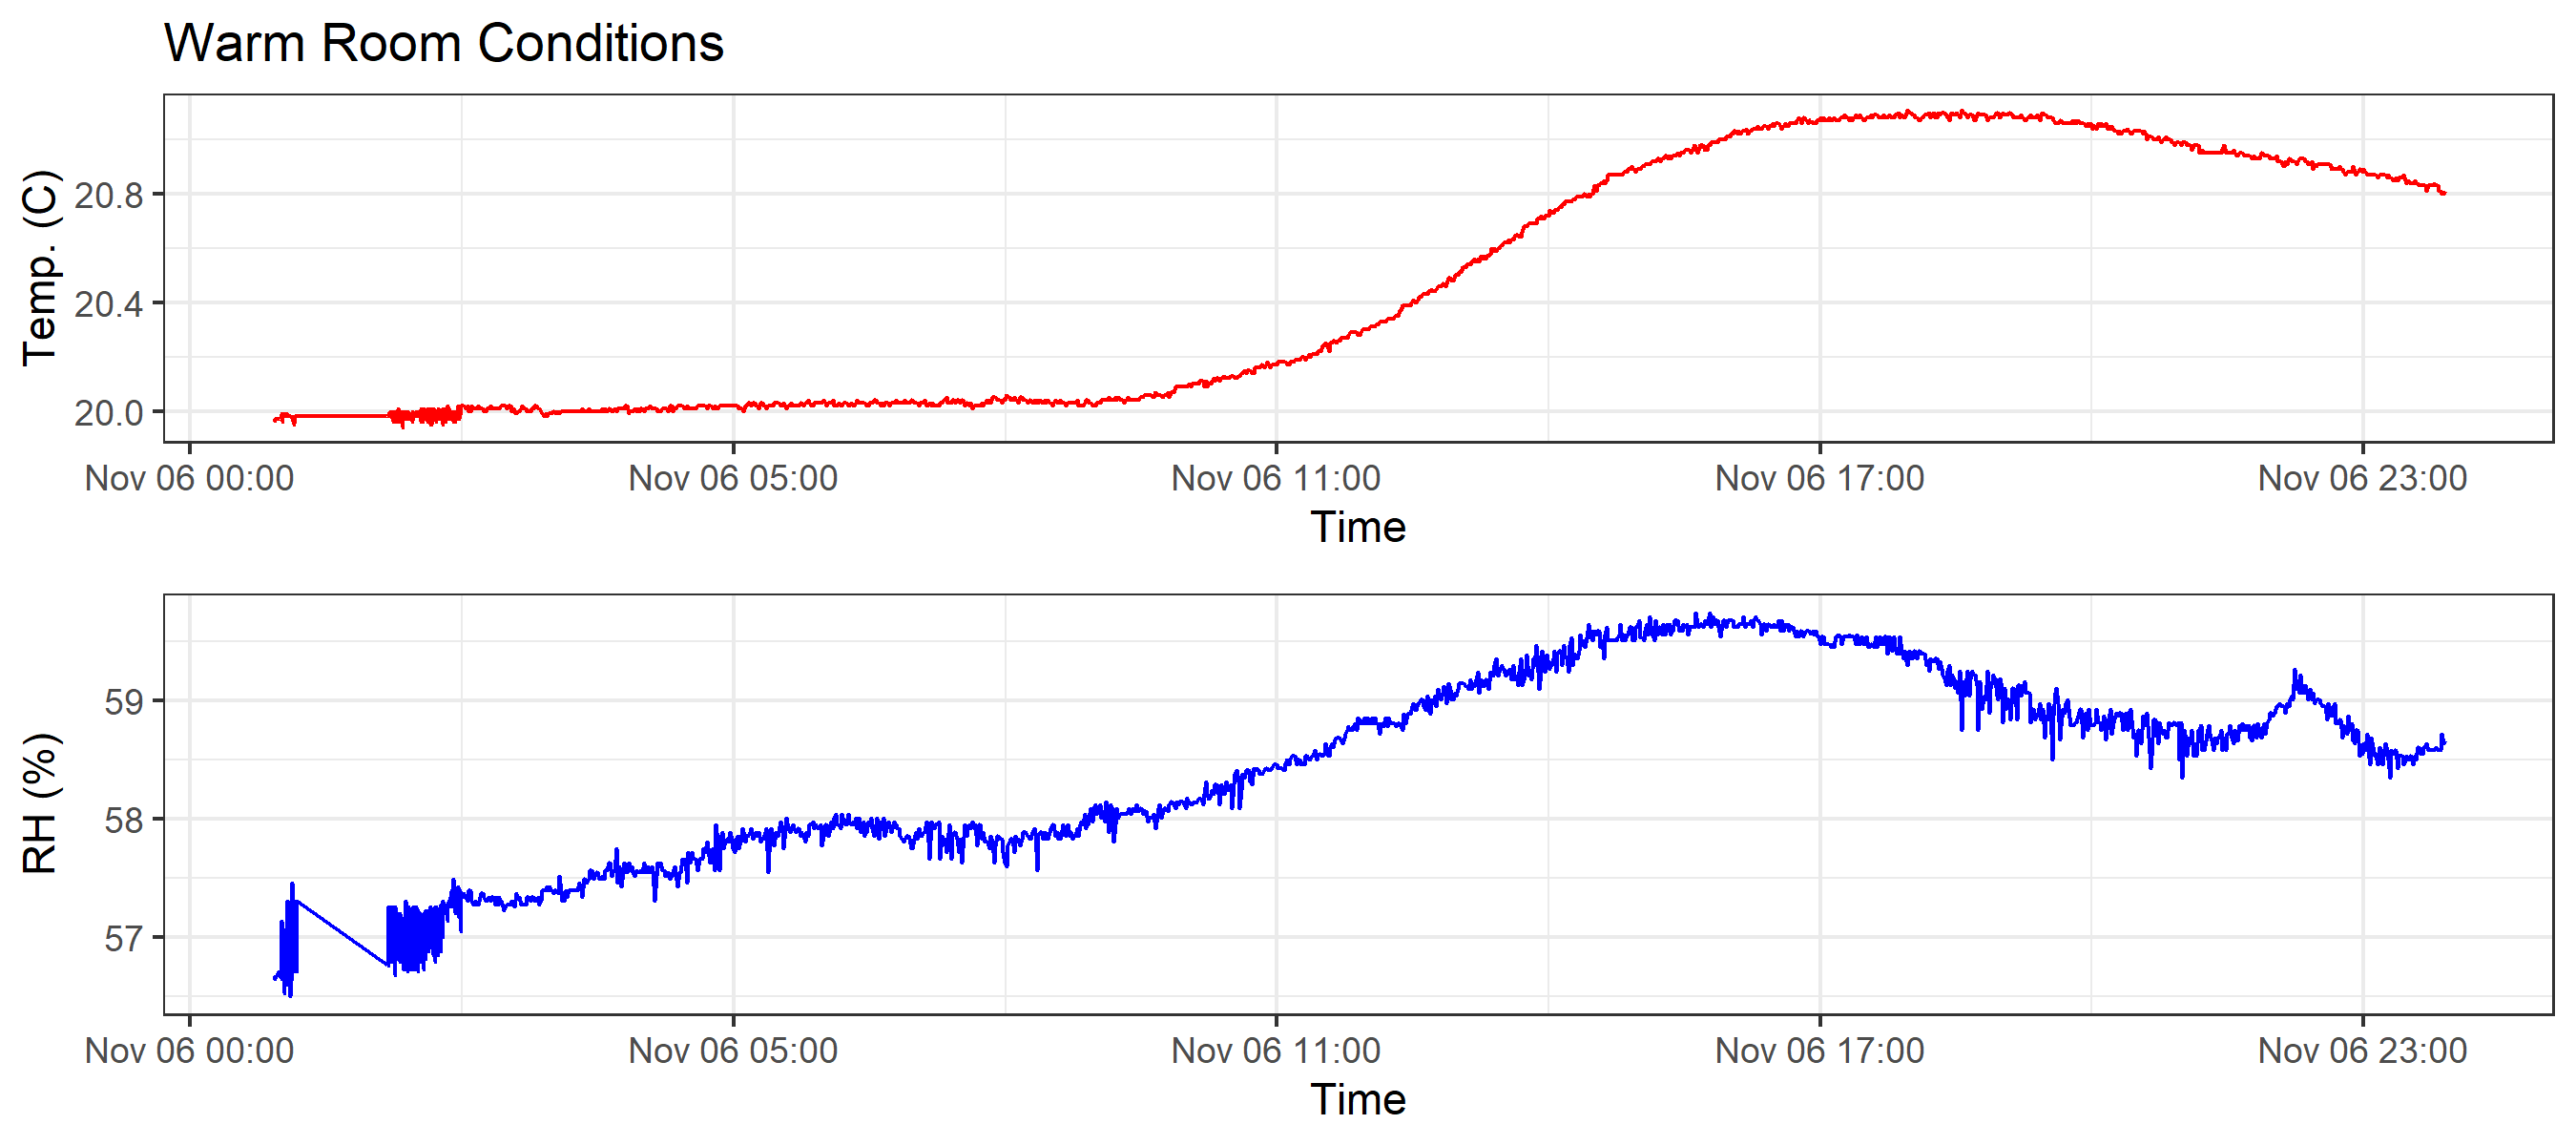 Warm Room Conditions
Temp. (C)
20.8
20.4
20.0
Nov 06 00:00 Nov 06 05:00 Nov 06 11:00 Nov 06 17:00 Nov 06 23:00
Time
RH (%)
59
58
57
Nov 06 00:00 Nov 06 05:00 Nov 06 11:00 Nov 06 17:00 Nov 06 23:00
Time